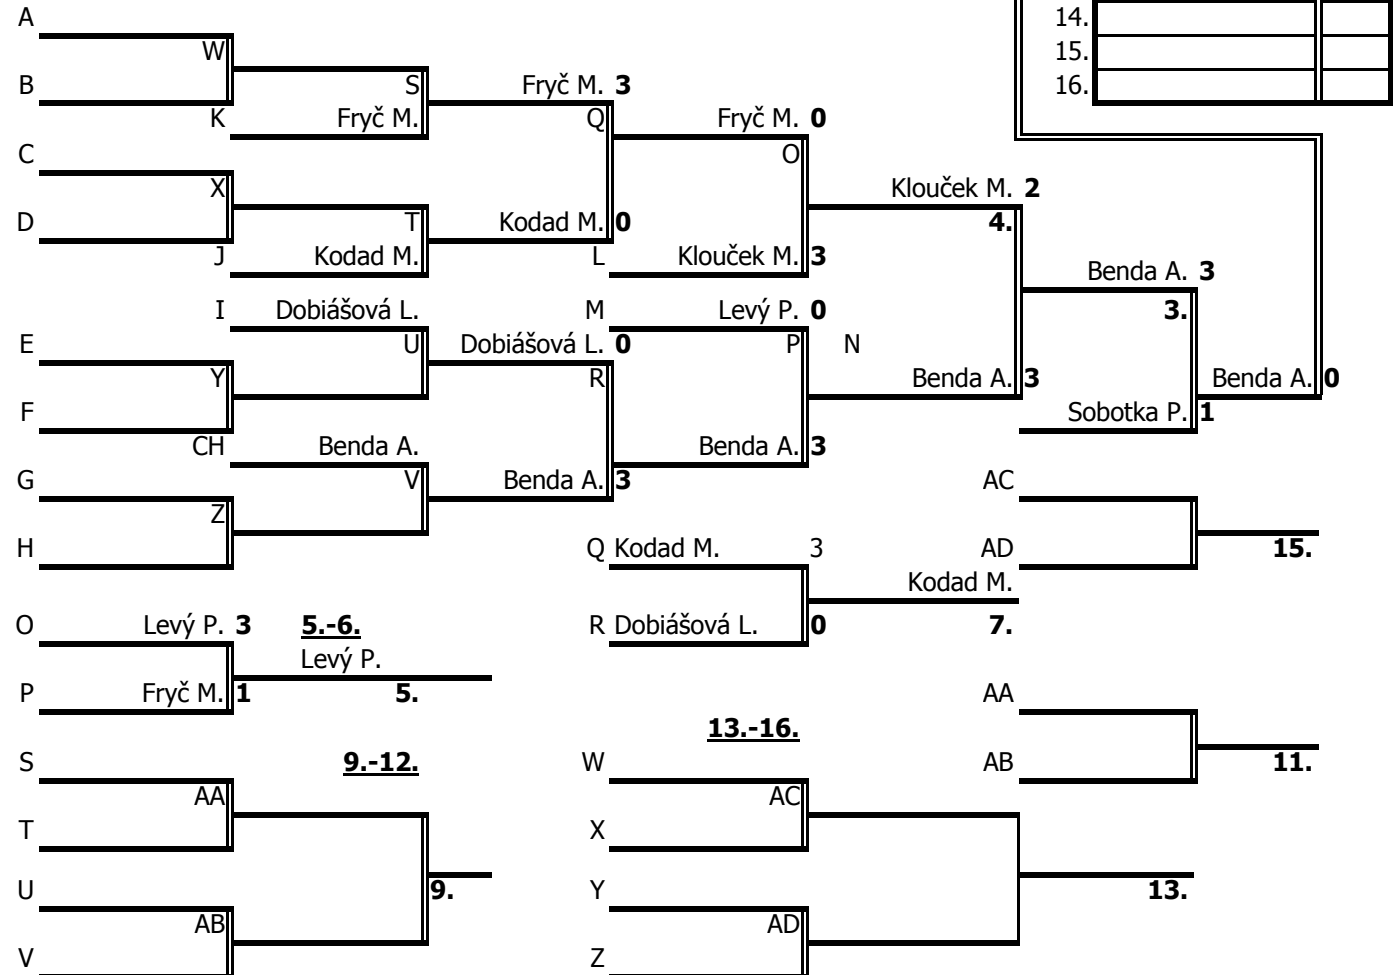 A
14.
W
15.
B
S
Fryč M. 3
16.
K
Fryč M.
Q
Fryč M. 0
C
O
X
Klouček M. 2
D
T
Kodad M. 0
4.
J
Kodad M.
L
Klouček M. 3
Benda A. 3
I
Dobiášová L.
M
Levý P. 0
3.
E
U
Dobiášová L. 0
P
N
Y
R
Benda A. 3
Benda A. 0
F
Sobotka P. 1
CH
Benda A.
Benda A. 3
G
V
Benda A. 3
AC
Z
H
Q Kodad M. 3
AD
15.
Kodad M.
O
Levý P. 3
5.-6.
R Dobiášová L. 0
7.
Levý P.
P
Fryč M. 1
5.
AA
13.-16.
S
9.-12.
W
AB
11.
AA
AC
T
X
U
9.
Y
13.
AB
AD
V
Z